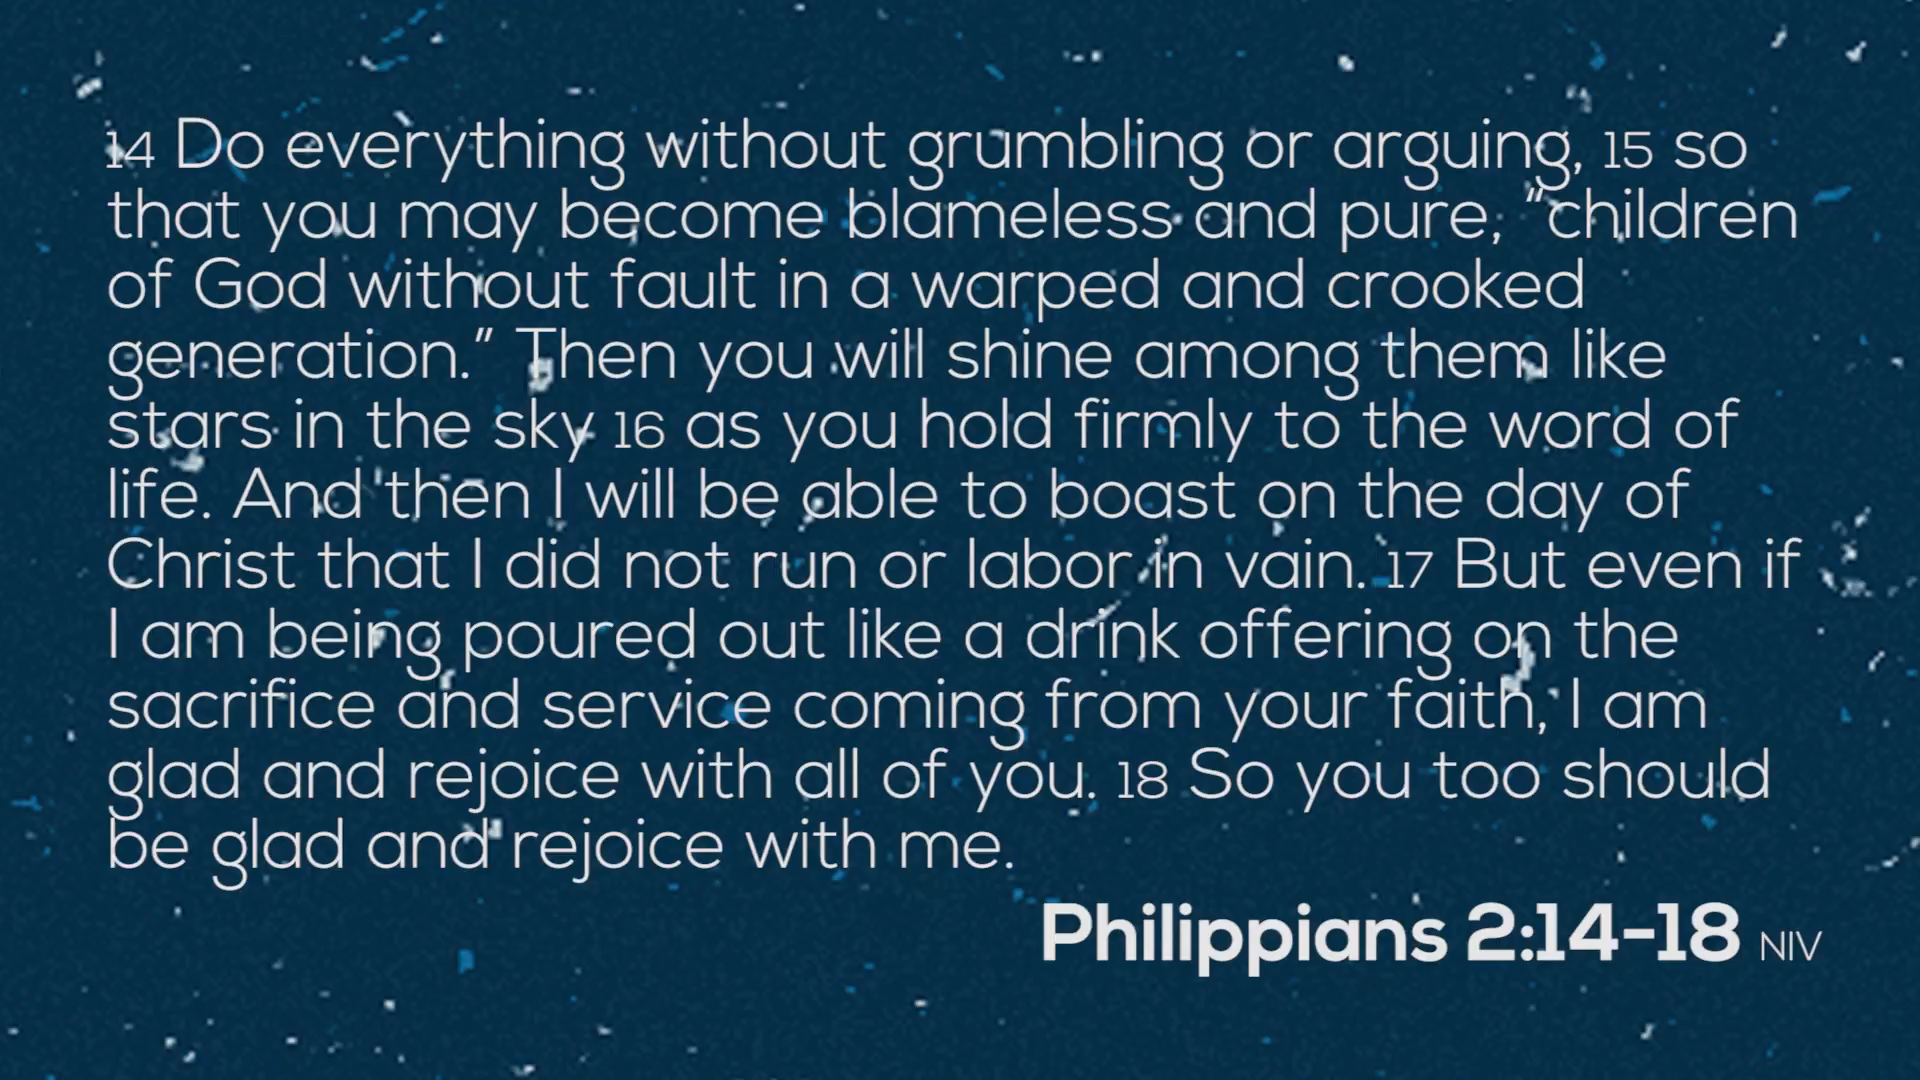 14 Do everything without grumbling or arguing, 15 so
that you may become blameless and pure, “children
of God without fault in a warped and crooked
generation.” Then you will shine among them like
stars in the sky 16 as you hold firmly to the word of
life. And then I will be able to boast on the day of
Christ that I did not run or labor in vain. 17 But even if
I am being poured out like a drink offering on the
sacrifice and service coming from your faith, I am
glad and rejoice with all of you. 18 So you too should
be glad and rejoice with me.
Philippians 2:14-18 NIV